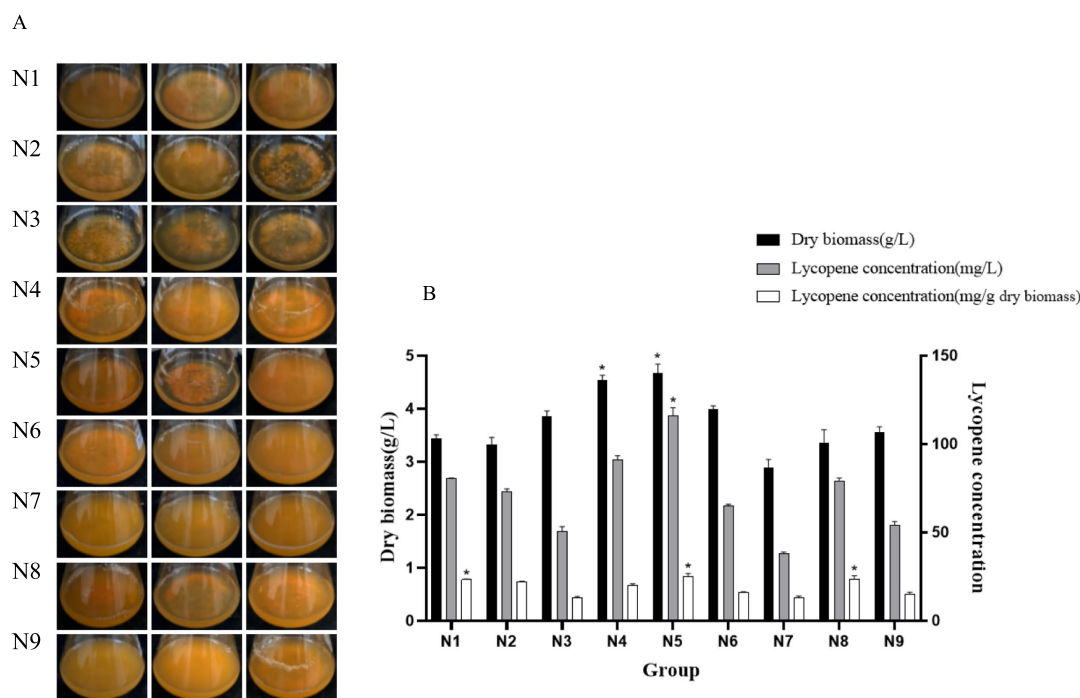 A
N1
N2
N3
N4
N5
N6
N7
N8
N9
Dry biomass(g/L)
Lycopene concentration(mg/L)
Lycopene concentration(mg/g dry biomass)
B
5
4
3
2
1
0
Dry biomass(g/L)
* * * * * *
150
100
50
0
Lycopene concentration
N1 N2 N3 N4 N5 N6 N7 N8 N9
Group